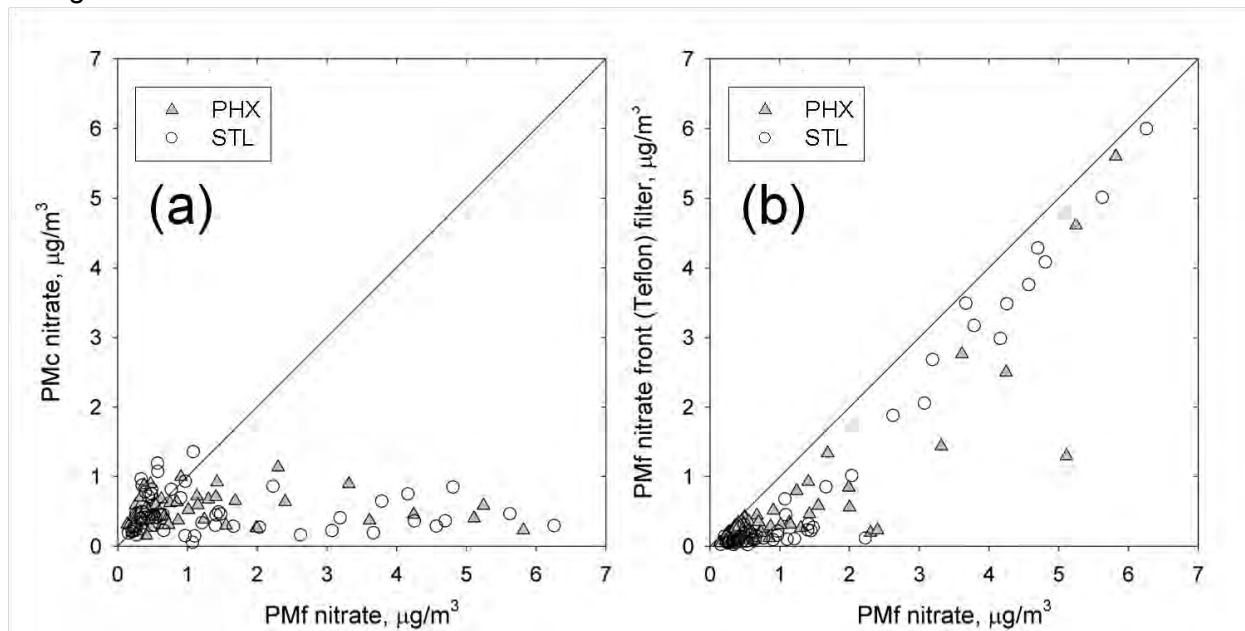 7
6
5
4
3
2
1
0
PMc nitrate, µg/m³
PHX
STL
(a)
0 1 2 3 4 5 6 7
PMf nitrate, µg/m³
7
6
5
4
3
2
1
0
PMf nitrate front (Teflon) filter, µg/m³
PHX
STL
(b)
0 1 2 3 4 5 6 7
PMf nitrate, µg/m³